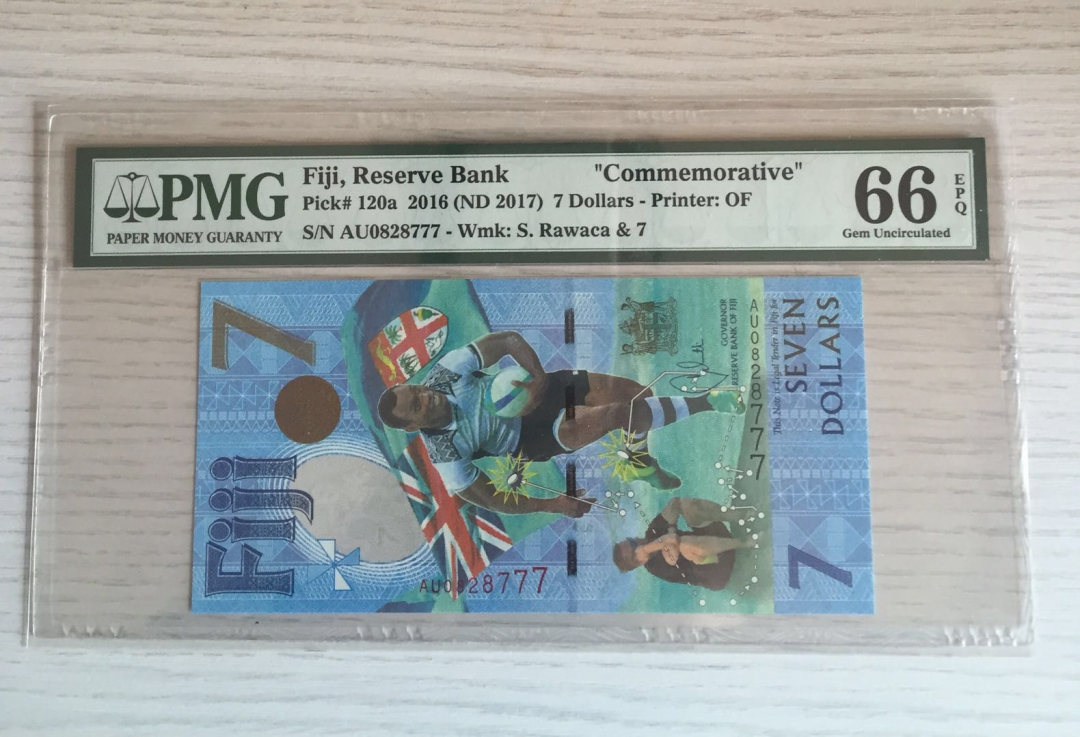 PMG
PAPER MONEY GUARANTY
Fiji, Reserve Bank "Commemorative"
Pick# 120a 2016 (ND 2017) 7 Dollars - Printer: OF
S/N AU0828777 - Wmk: S. Rawaca & 7
66
EPQ
Gem Uncirculated
7
Fiji
AU0828777
GOVERNOR
RESERVE BANK OF FIJI
AU0828777
This Note is Legal Tender in Fiji for
SEVEN
DOLLARS
7